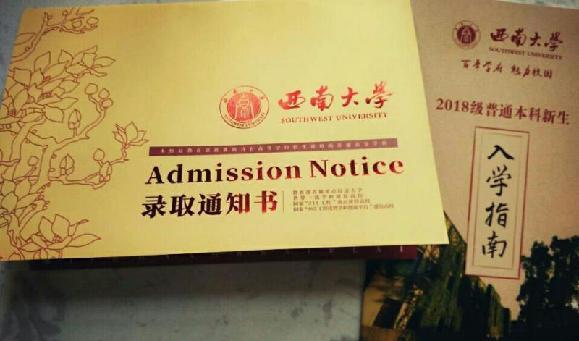 西南大学
SOUTHWEST UNIVERSITY
Admission Notice
录取通知书
西南大学
SOUTHWEST UNIVERSITY
百年学府 魅力校园
2018级普通本科新生
入学指南